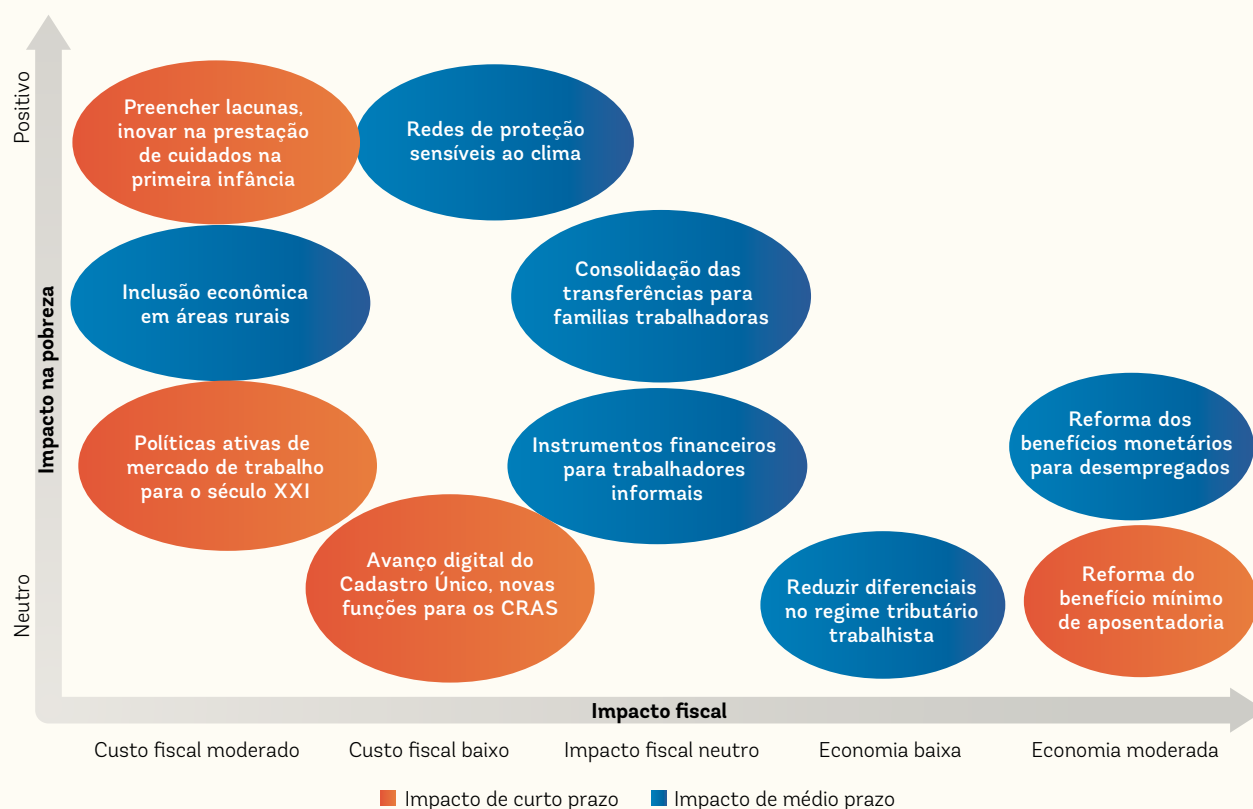 Positivo
Impacto na pobreza
Neutro
Preencher lacunas,
inovar na prestação
de cuidados na
primeira infância
Redes de proteção
sensíveis ao clima
Inclusão econômica
em áreas rurais
Consolidação das
transferências para
familias trabalhadoras
Políticas ativas de
mercado de trabalho
para o século XXI
Instrumentos financeiros
para trabalhadores
informais
Reforma dos
benefícios monetários
para desempregados
Avanço digital do
Cadastro Único, novas
funções para os CRAS
Reduzir diferenciais
no regime tributário
trabalhista
Reforma do
benefício mínimo
de aposentadoria
Impacto fiscal
Custo fiscal moderado
Custo fiscal baixo
Impacto fiscal neutro
Economia baixa
Economia moderada
Impacto de curto prazo
Impacto de médio prazo